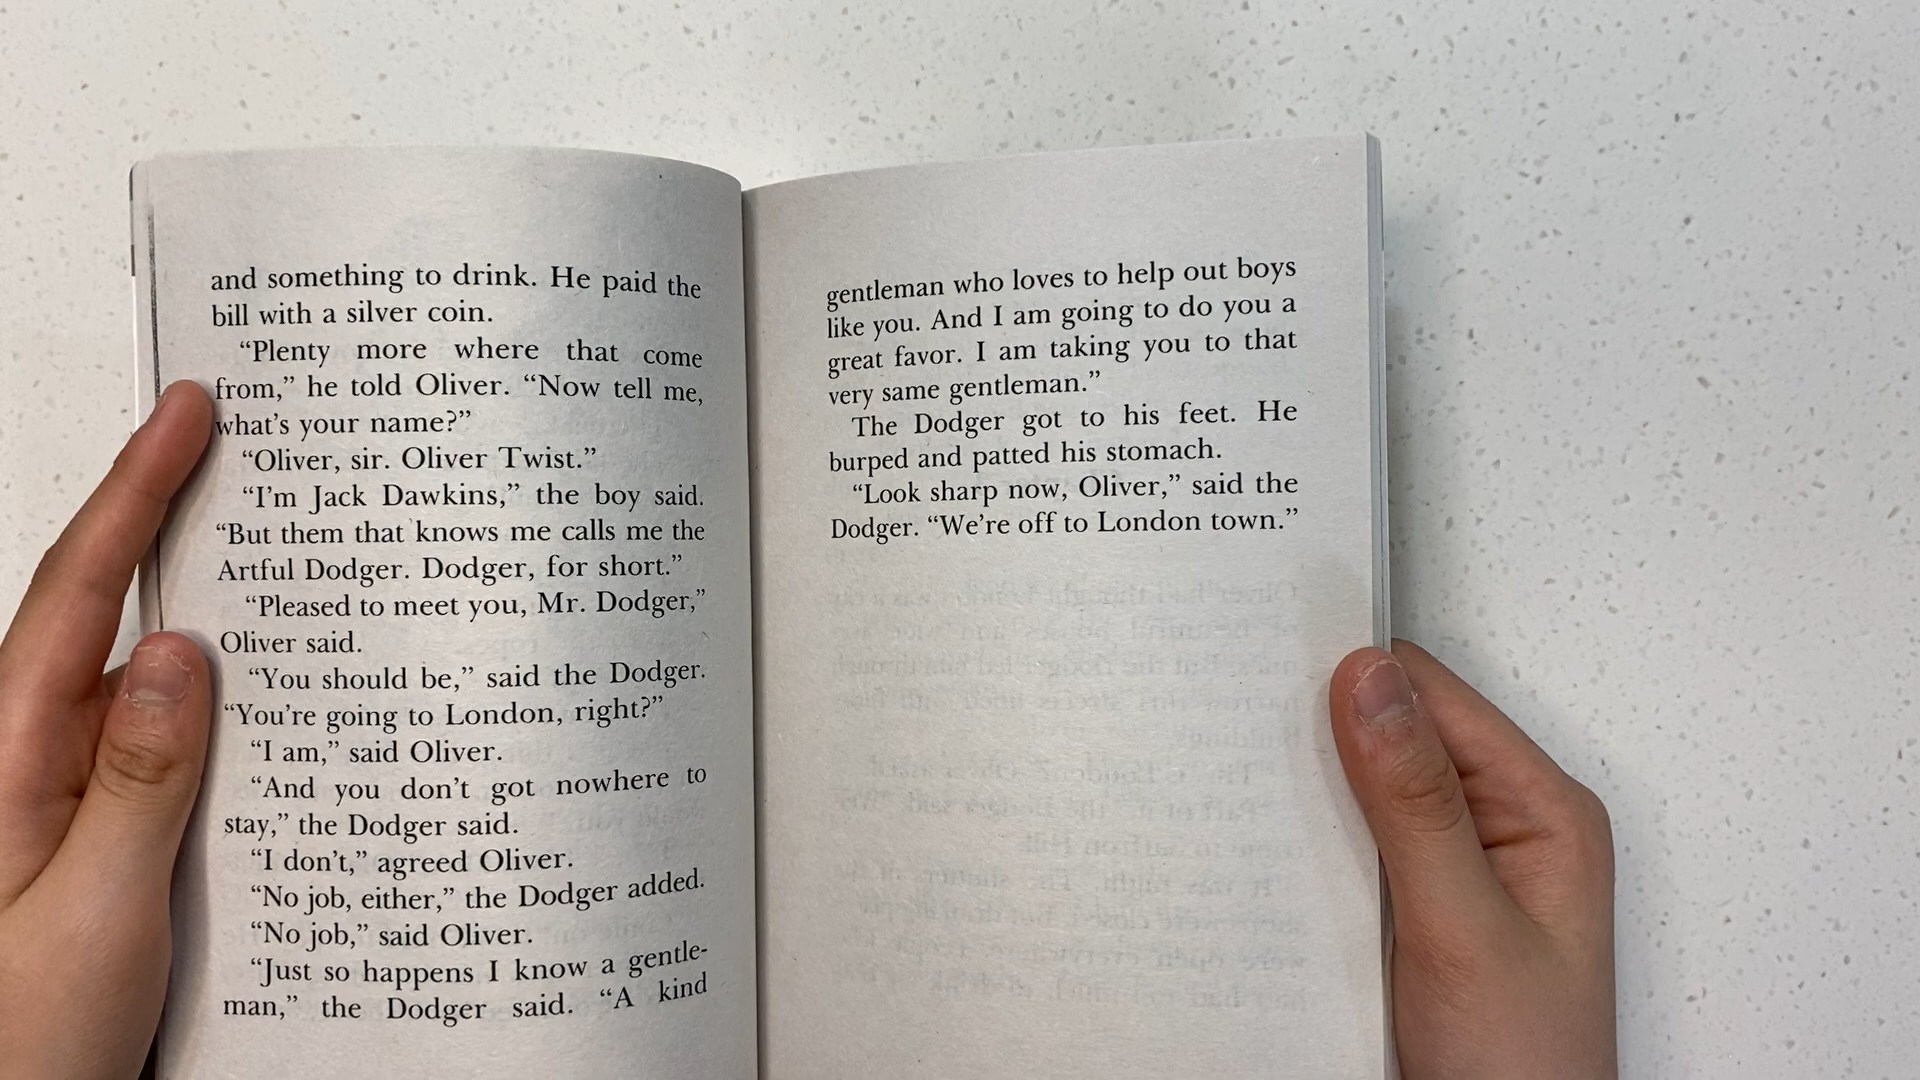 and something to drink. He paid the
bill with a silver coin.
“Plenty more where that come
from,” he told Oliver. “Now tell me,
what’s your name?”
“Oliver, sir. Oliver Twist.”
“I’m Jack Dawkins,” the boy said.
“But them that knows me calls me the
Artful Dodger. Dodger, for short.”
“Pleased to meet you, Mr. Dodger,”
Oliver said.
“You should be,” said the Dodger.
“You’re going to London, right?”
“I am,” said Oliver.
“And you don’t got nowhere to
stay,” the Dodger said.
“I don’t,” agreed Oliver.
“No job, either,” the Dodger added.
“No job,” said Oliver.
“Just so happens I know a gentle-
man,” the Dodger said. “A kind
gentleman who loves to help out boys
like you. And I am going to do you a
great favor. I am taking you to that
very same gentleman.”
The Dodger got to his feet. He
burped and patted his stomach.
“Look sharp now, Oliver,” said the
Dodger. “We’re off to London town.”